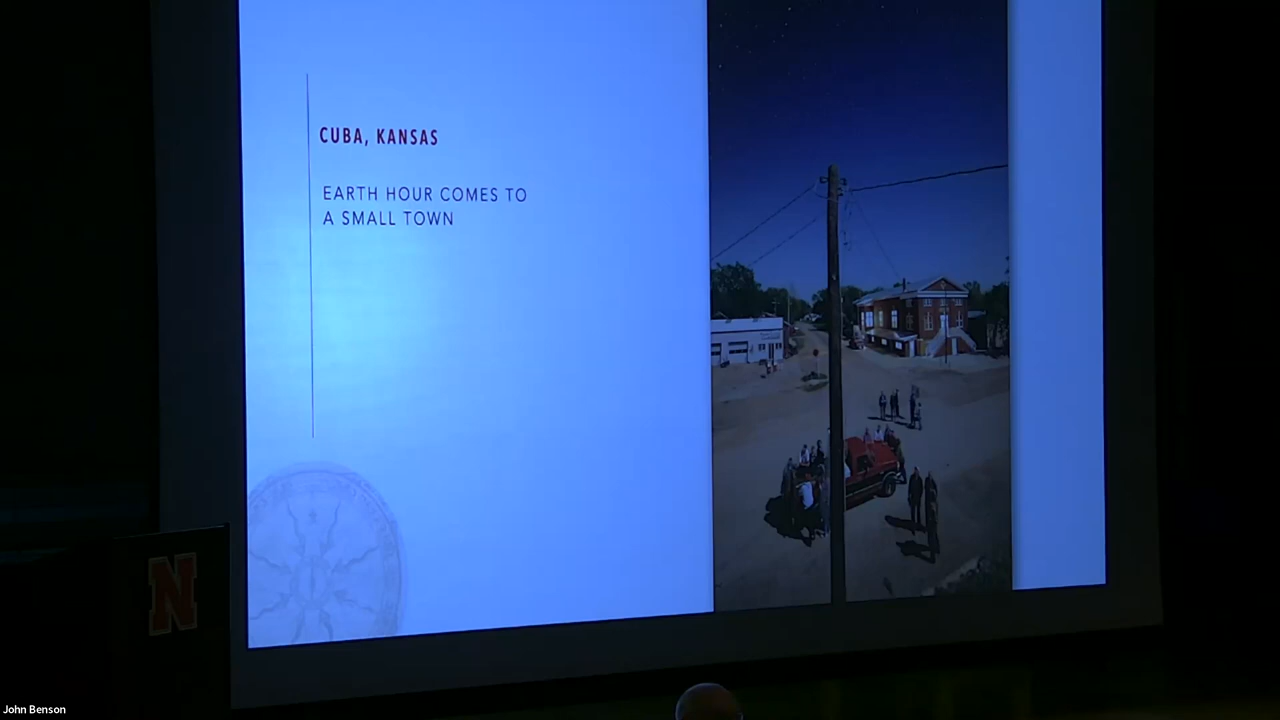 CUBA, KANSAS
EARTH HOUR COMES TO
A SMALL TOWN
N
John Benson